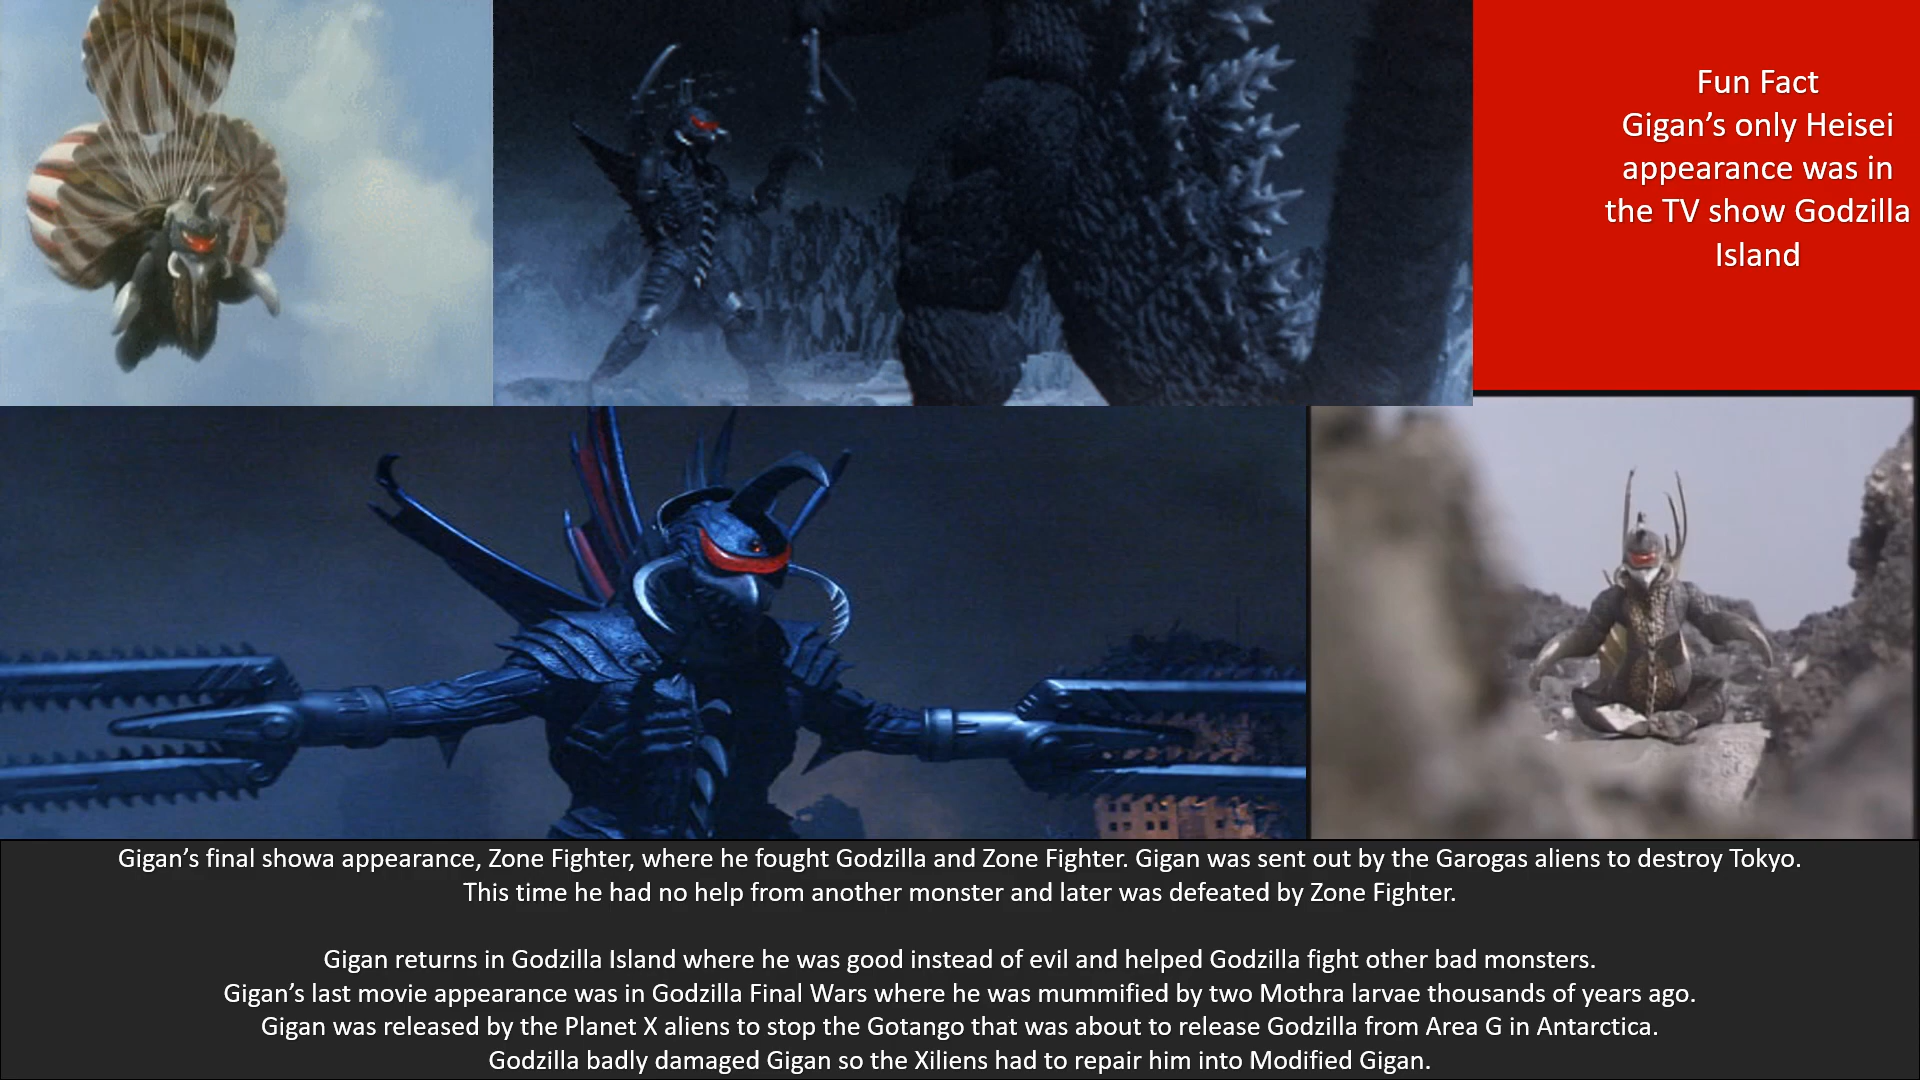 Fun Fact
Gigan’s only Heisei
appearance was in
the TV show Godzilla
Island
Gigan’s final showa appearance, Zone Fighter, where he fought Godzilla and Zone Fighter. Gigan was sent out by the Garogas aliens to destroy Tokyo.
This time he had no help from another monster and later was defeated by Zone Fighter.
Gigan returns in Godzilla Island where he was good instead of evil and helped Godzilla fight other bad monsters.
Gigan’s last movie appearance was in Godzilla Final Wars where he was mummified by two Mothra larvae thousands of years ago.
Gigan was released by the Planet X aliens to stop the Gotango that was about to release Godzilla from Area G in Antarctica.
Godzilla badly damaged Gigan so the Xiliens had to repair him into Modified Gigan.